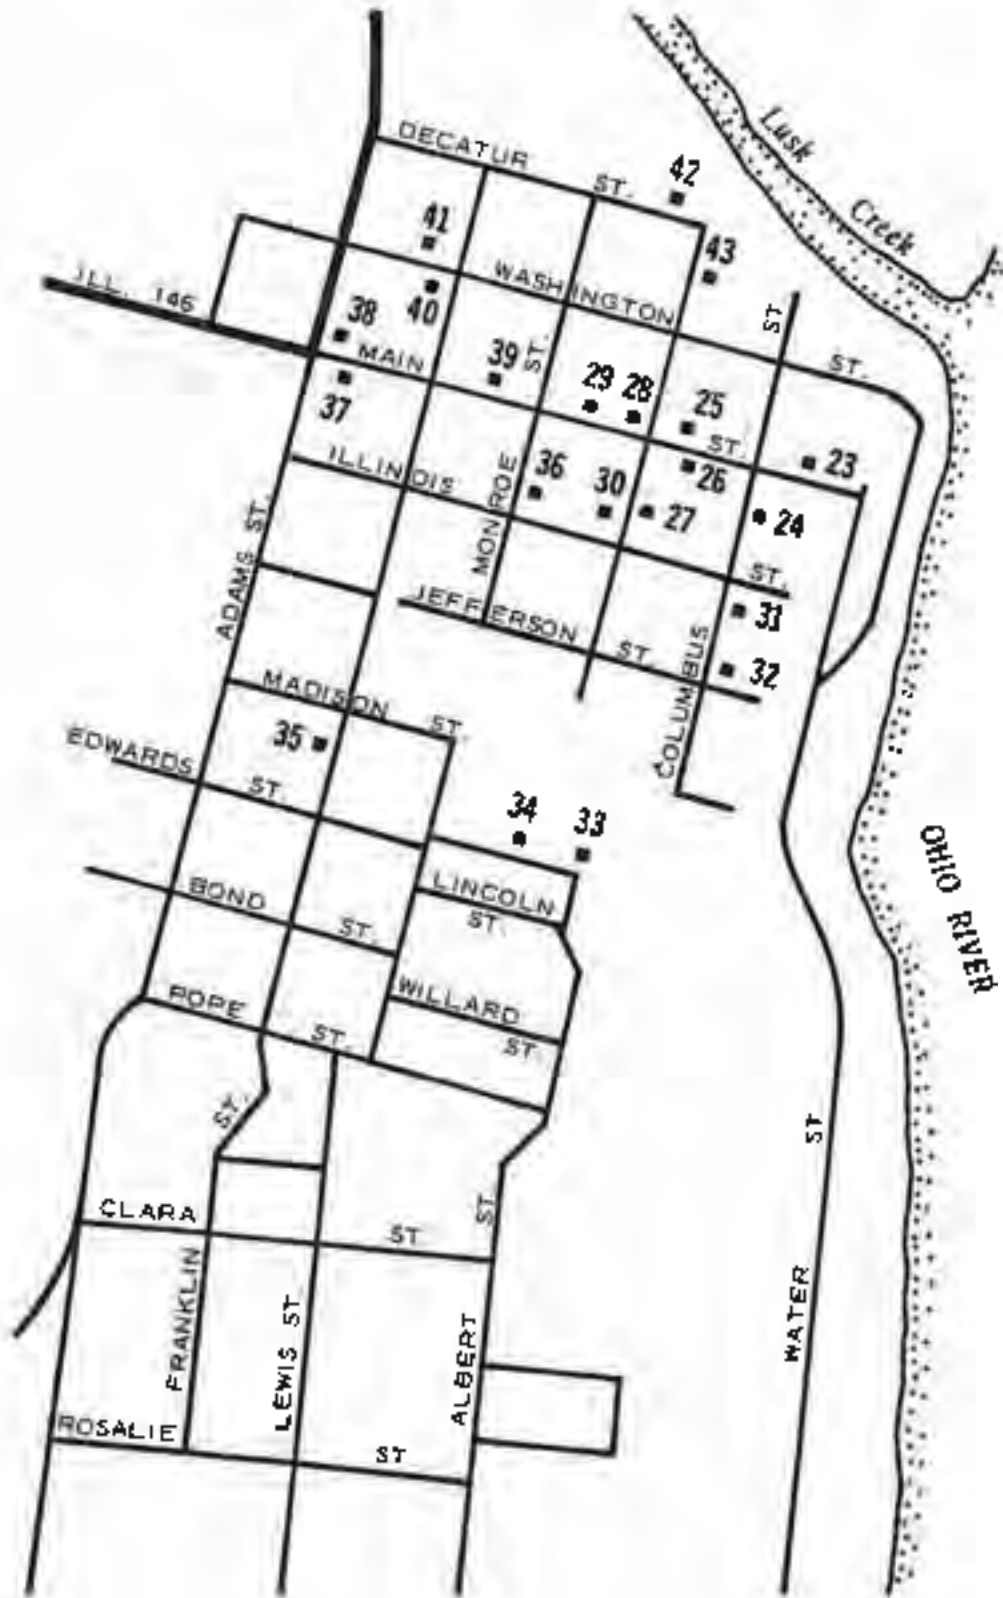 DECATUR ST.
Lusk Creek
42
41
43
WASHINGTON ST.
ILL. 146
38
40
ST
MAIN ST.
39
ST.
29
28
25
37
ILLINOIS ST.
MONROE
36
30
26
23
27
24
ADAMS ST.
JEFFERSON ST.
31
COLUMBUS
32
MADISON ST.
35
EDWARDS ST.
34
33
LINCOLN ST.
OHIO RIVER
BOND ST.
WILLARD ST.
POPE ST.
ST.
ST
CLARA ST
ST
FRANKLIN
LEWIS ST.
ALBERT
WATER
ROSALIE ST